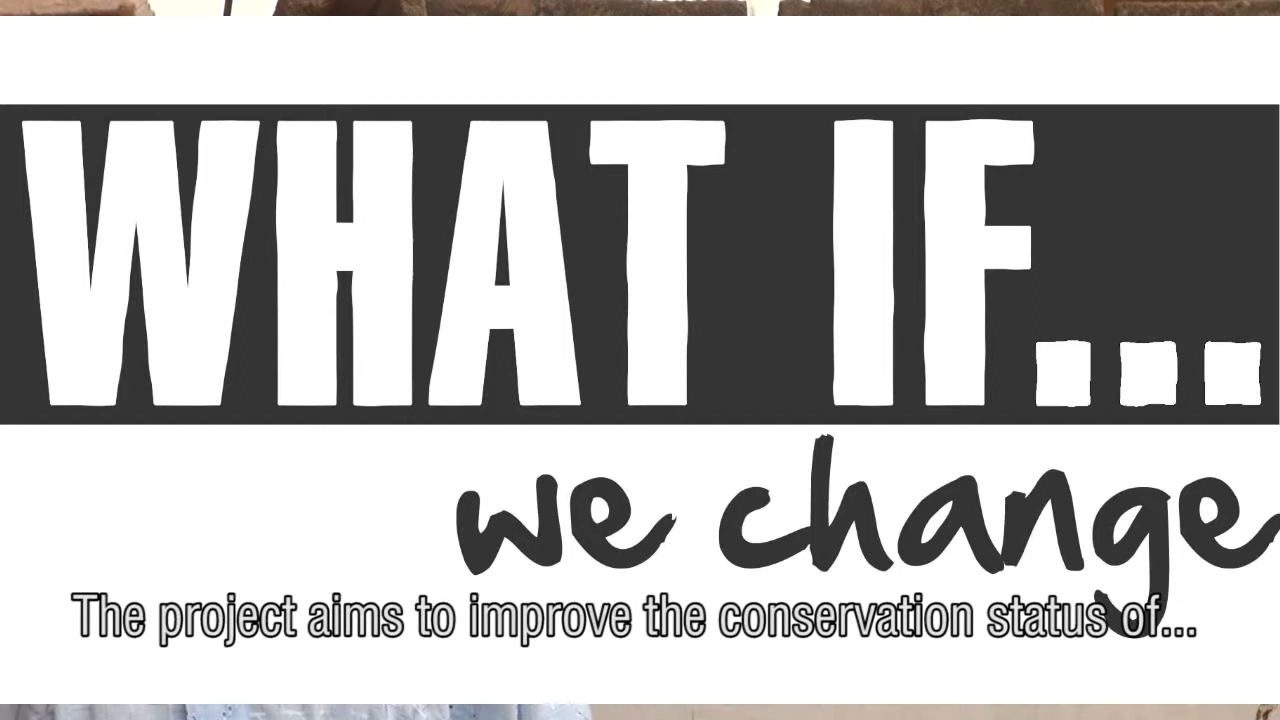 WHAT IF...
we change
The project aims to improve the conservation status of...